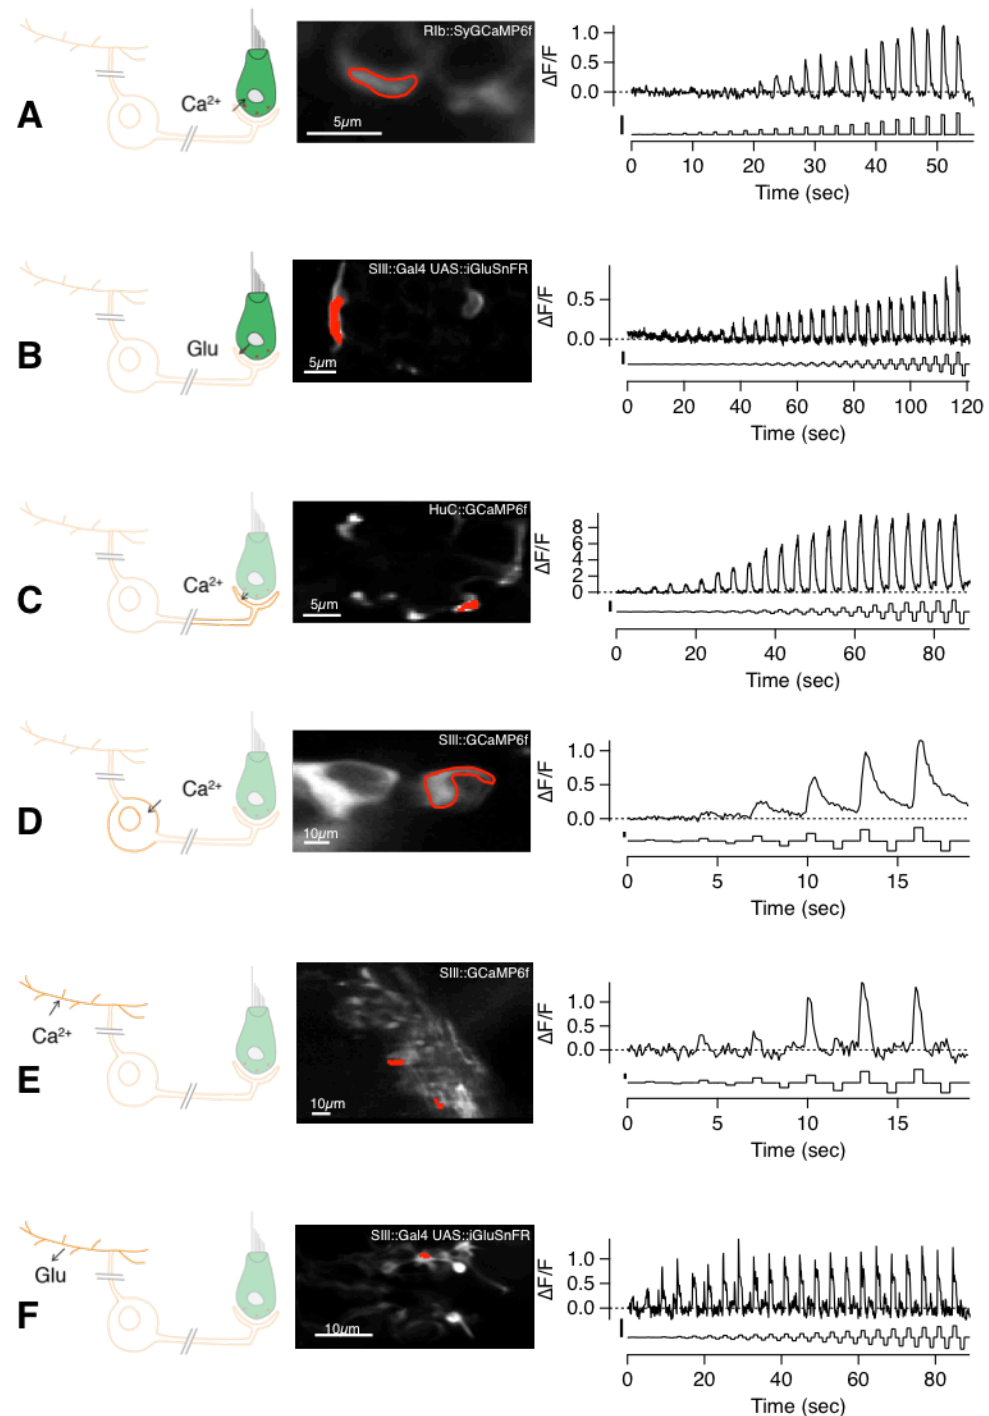 A
Ca²⁺
RIb::SyGCaMP6f
5µm
ΔF/F
1.0
0.5
0.0
0 10 20 30 40 50
Time (sec)
B
Glu
SIII::Gal4 UAS::iGluSnFR
5µm
ΔF/F
0.5
0.0
0 20 40 60 80 100 120
Time (sec)
C
Ca²⁺
HuC::GCaMP6f
5µm
ΔF/F
8
6
4
2
0
0 20 40 60 80
Time (sec)
D
Ca²⁺
SIII::GCaMP6f
10µm
ΔF/F
1.0
0.5
0.0
0 5 10 15
Time (sec)
E
Ca²⁺
SIII::GCaMP6f
10µm
ΔF/F
1.0
0.5
0.0
0 5 10 15
Time (sec)
F
Glu
SIII::Gal4 UAS::iGluSnFR
10µm
ΔF/F
1.0
0.5
0.0
0 20 40 60 80
Time (sec)